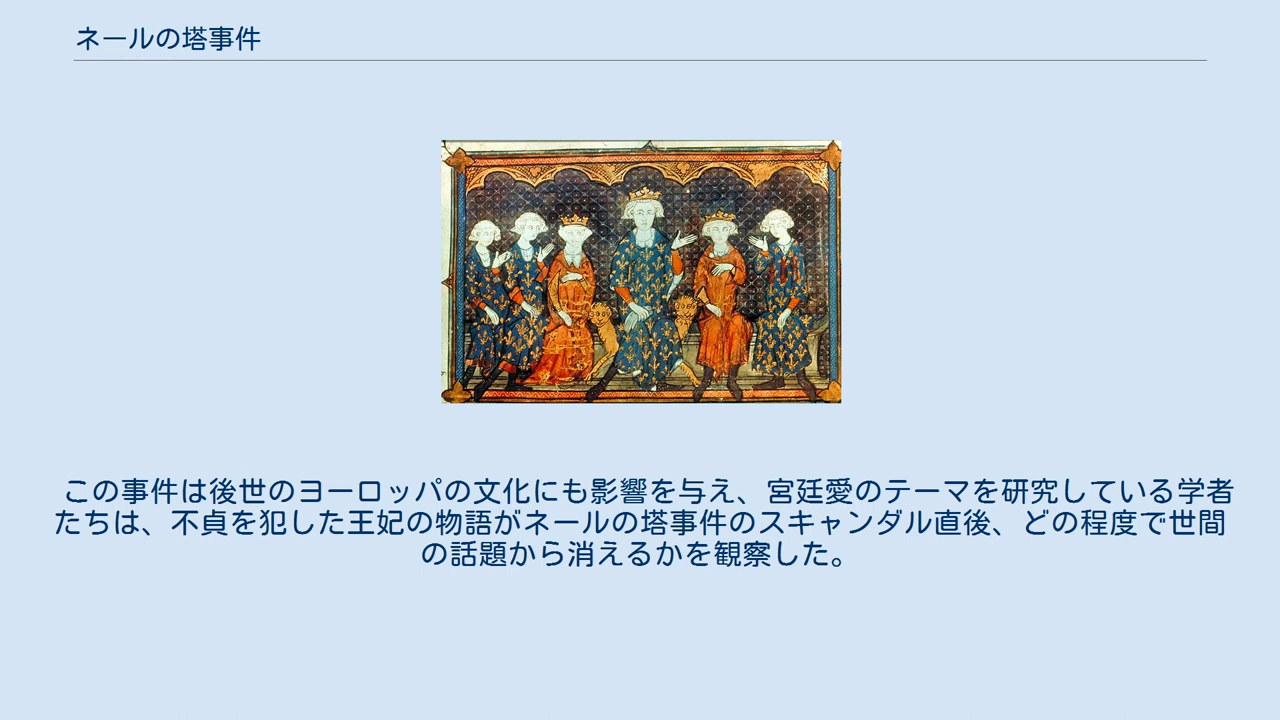 ネールの塔事件
この事件は後世のヨーロッパの文化にも影響を与え、宮廷愛のテーマを研究している学者
たちは、不貞を犯した王妃の物語がネールの塔事件のスキャンダル直後、どの程度で世間
の話題から消えるかを観察した。